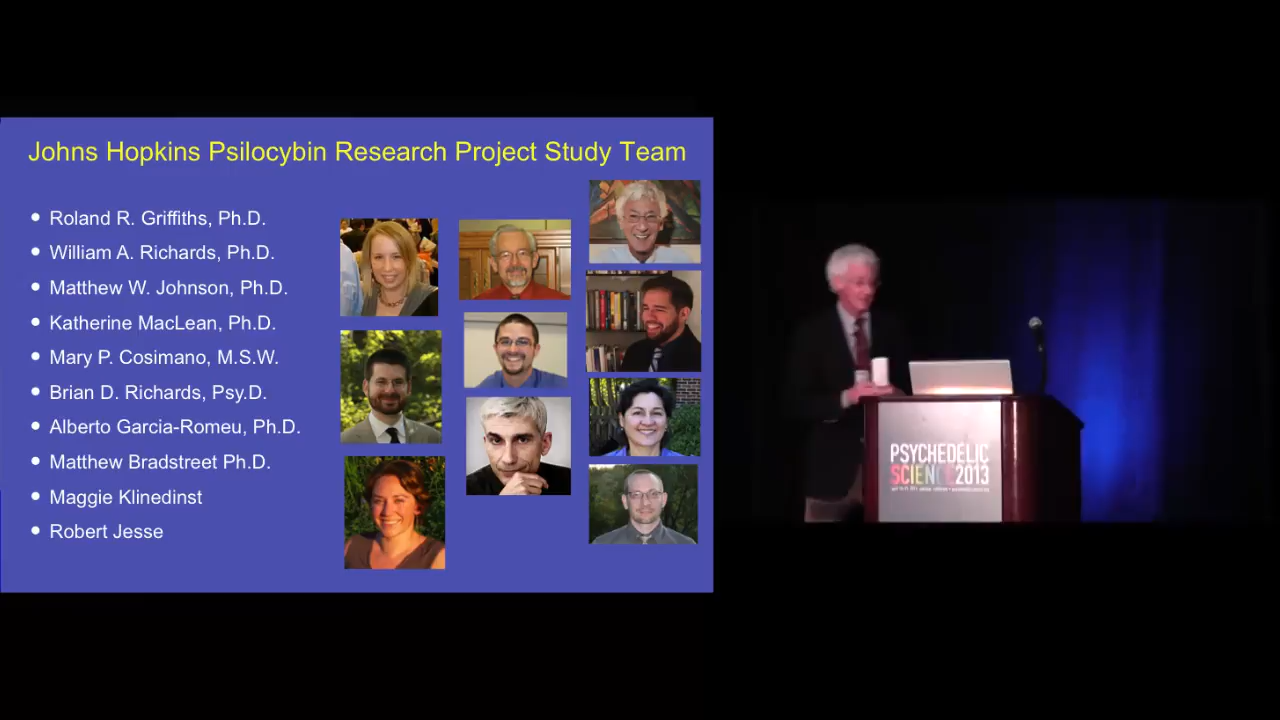 Johns Hopkins Psilocybin Research Project Study Team
Roland R. Griffiths, Ph.D.
William A. Richards, Ph.D.
Matthew W. Johnson, Ph.D.
Katherine MacLean, Ph.D.
Mary P. Cosimano, M.S.W.
Brian D. Richards, Psy.D.
Alberto Garcia-Romeu, Ph.D.
Matthew Bradstreet Ph.D.
Maggie Klinedinst
Robert Jesse
PSYCHEDELIC
SCIENCE 2013